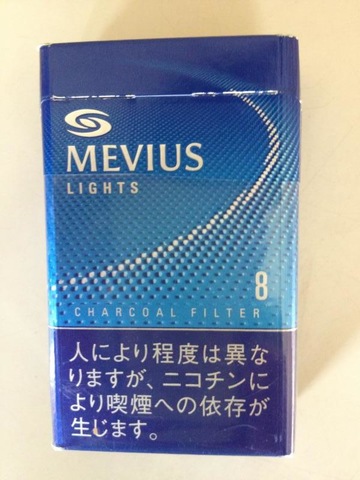 MEVIUS
LIGHTS
8
CHARCOAL FILTER
人により程度は異な
りますが、ニコチンに
より喫煙への依存が
生じます。